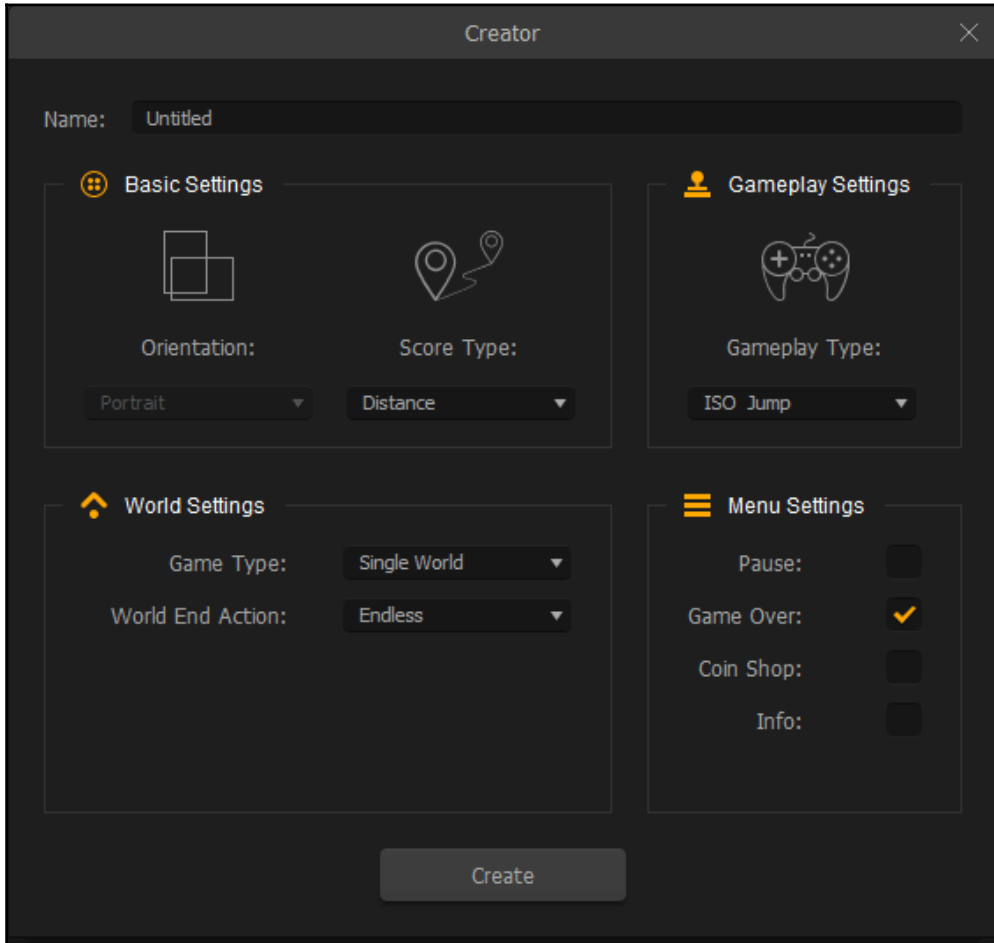 Creator
Name: Untitled
Basic Settings
Orientation: Score Type:
Portrait Distance
Gameplay Settings
Gameplay Type:
ISO Jump
World Settings
Game Type: Single World
World End Action: Endless
Menu Settings
Pause:
Game Over:
Coin Shop:
Info:
Create